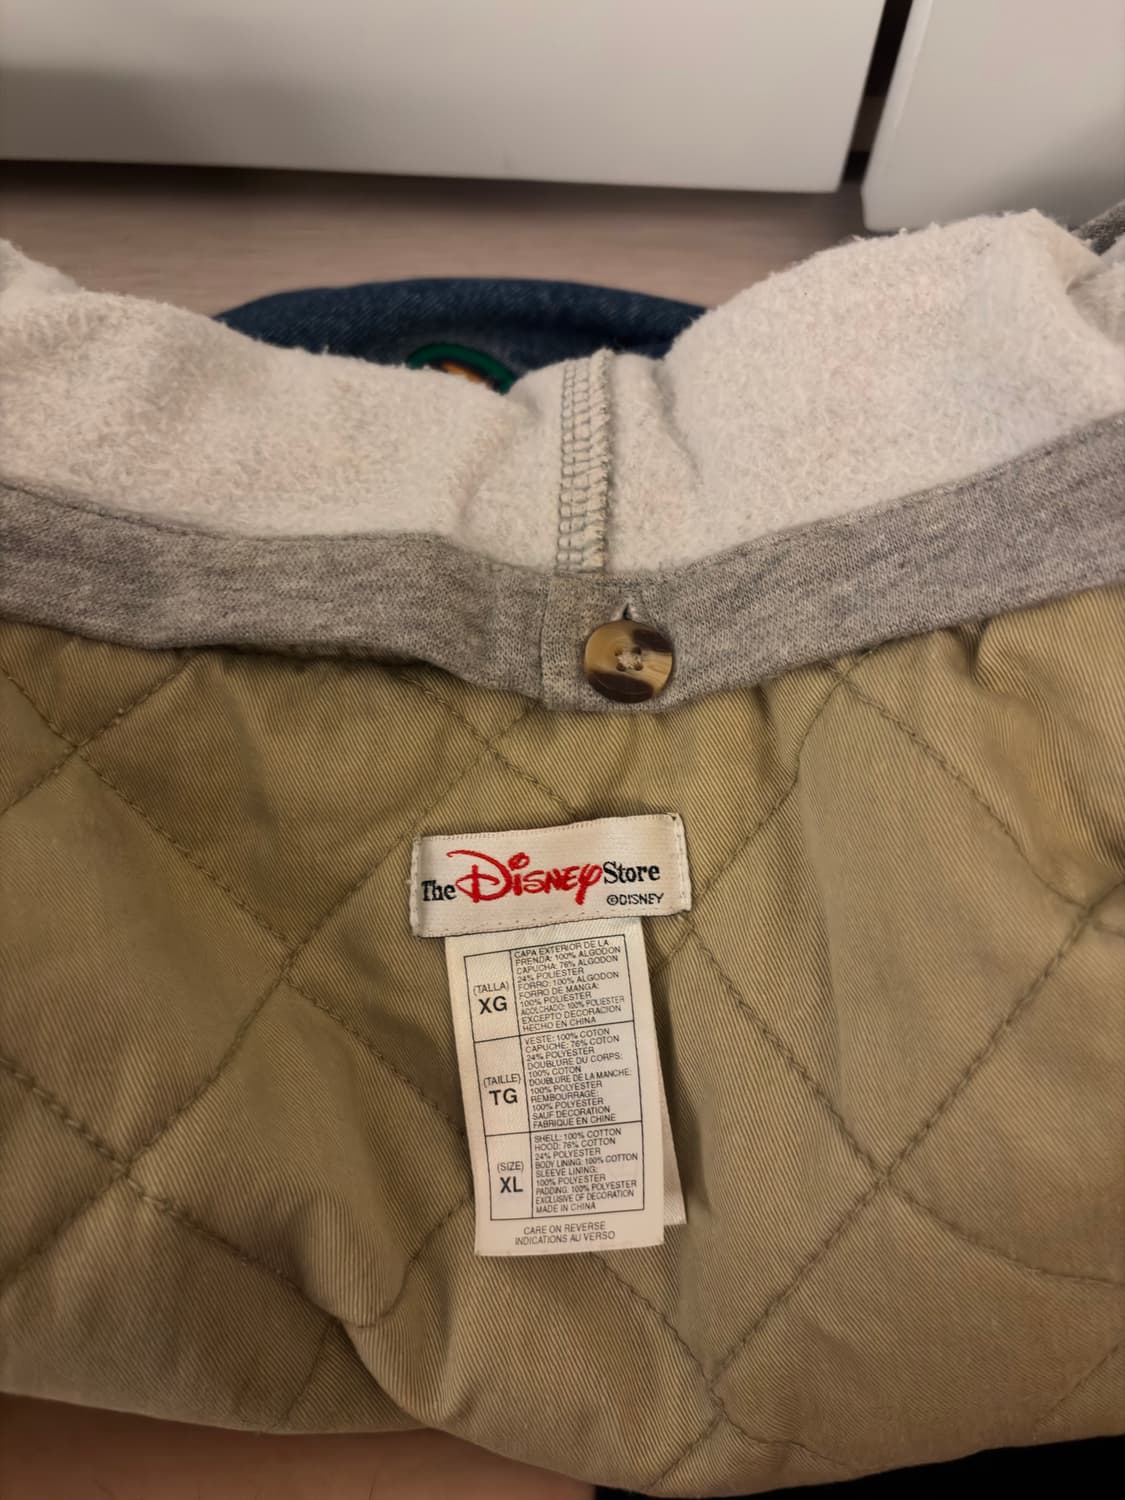 The Disney Store
©DISNEY
(TALLA)
XG
CAPA EXTERIOR DE LA
PRENDA: 100% ALGODON
CAPUCHA: 76% ALGODON
24% POLIESTER
FORRO: 100% ALGODON
FORRO DE MANGA:
100% POLIESTER
ACOLCHADO: 100% POLIESTER
EXCEPTO DECORACION
HECHO EN CHINA
(TAILLE)
TG
VESTE: 100% COTON
CAPUCHE: 76% COTON
24% POLYESTER
DOUBLURE DU CORPS:
100% COTON
DOUBLURE DE LA MANCHE:
100% POLYESTER
REMBOURRAGE:
100% POLYESTER
SAUF DECORATION
FABRIQUE EN CHINE
(SIZE)
XL
SHELL: 100% COTTON
HOOD: 76% COTTON
24% POLYESTER
BODY LINING: 100% COTTON
SLEEVE LINING:
100% POLYESTER
PADDING: 100% POLYESTER
EXCLUSIVE OF DECORATION
MADE IN CHINA
CARE ON REVERSE
INDICATIONS AU VERSO